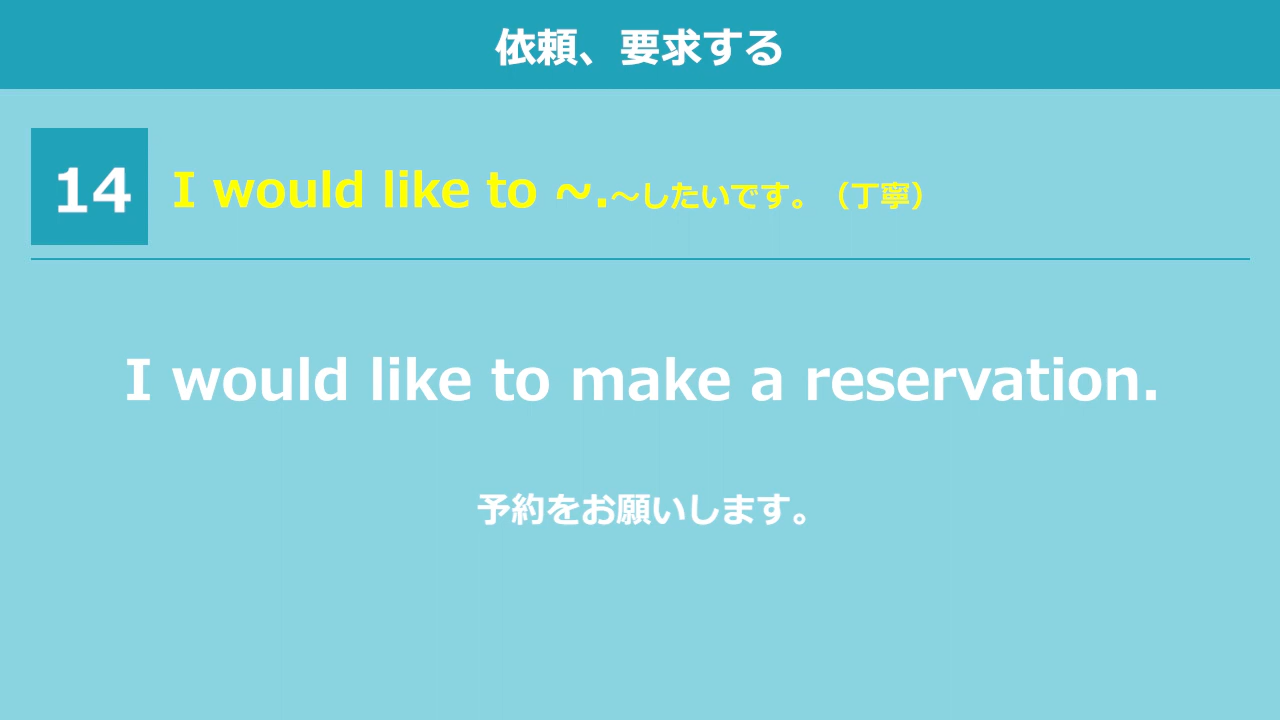 依頼、要求する
14
I would like to ~.～したいです。（丁寧）
I would like to make a reservation.
予約をお願いします。